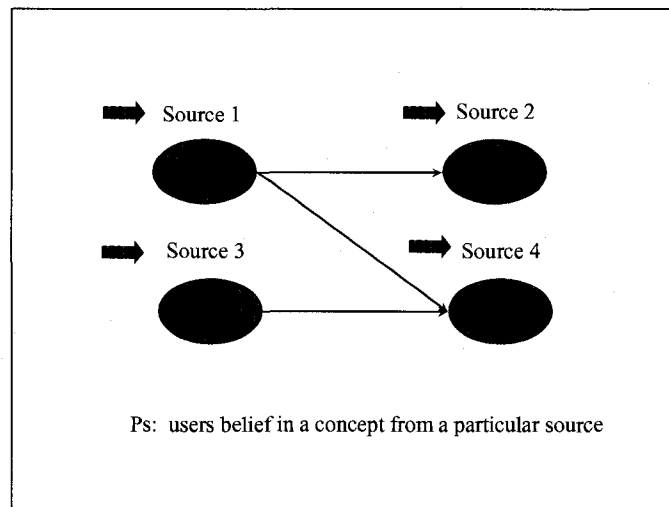 Source 1
Source 2
Source 3
Source 4
Ps: users belief in a concept from a particular source